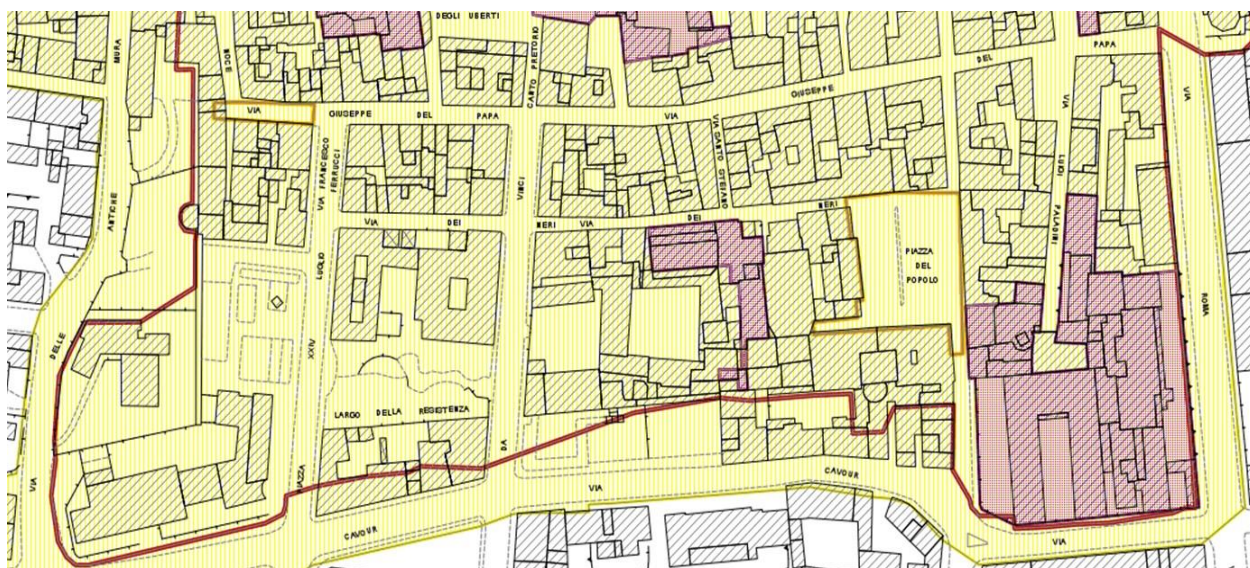 DEGLI UBERTI
MURA
NOCE
CANTO PRETORIO
DEL
PAPA
VIA
VIA
GIUSEPPE
VIA
GIUSEPPE
DEL
PAPA
VIA
VIA FRANCESCO
FERRUCCI
VIA
LUIGI
PALADINI
VINCI
ANTICHE
VIA
DEI
NERI
VIA
DEI
NERI
PIAZZA
DEL
POPOLO
LUGLIO
ROMA
XXIV
DELLE
LARGO
DELLA
RESISTENZA
DA
PIAZZA
VIA
CAVOUR
VIA
CAVOUR
VIA